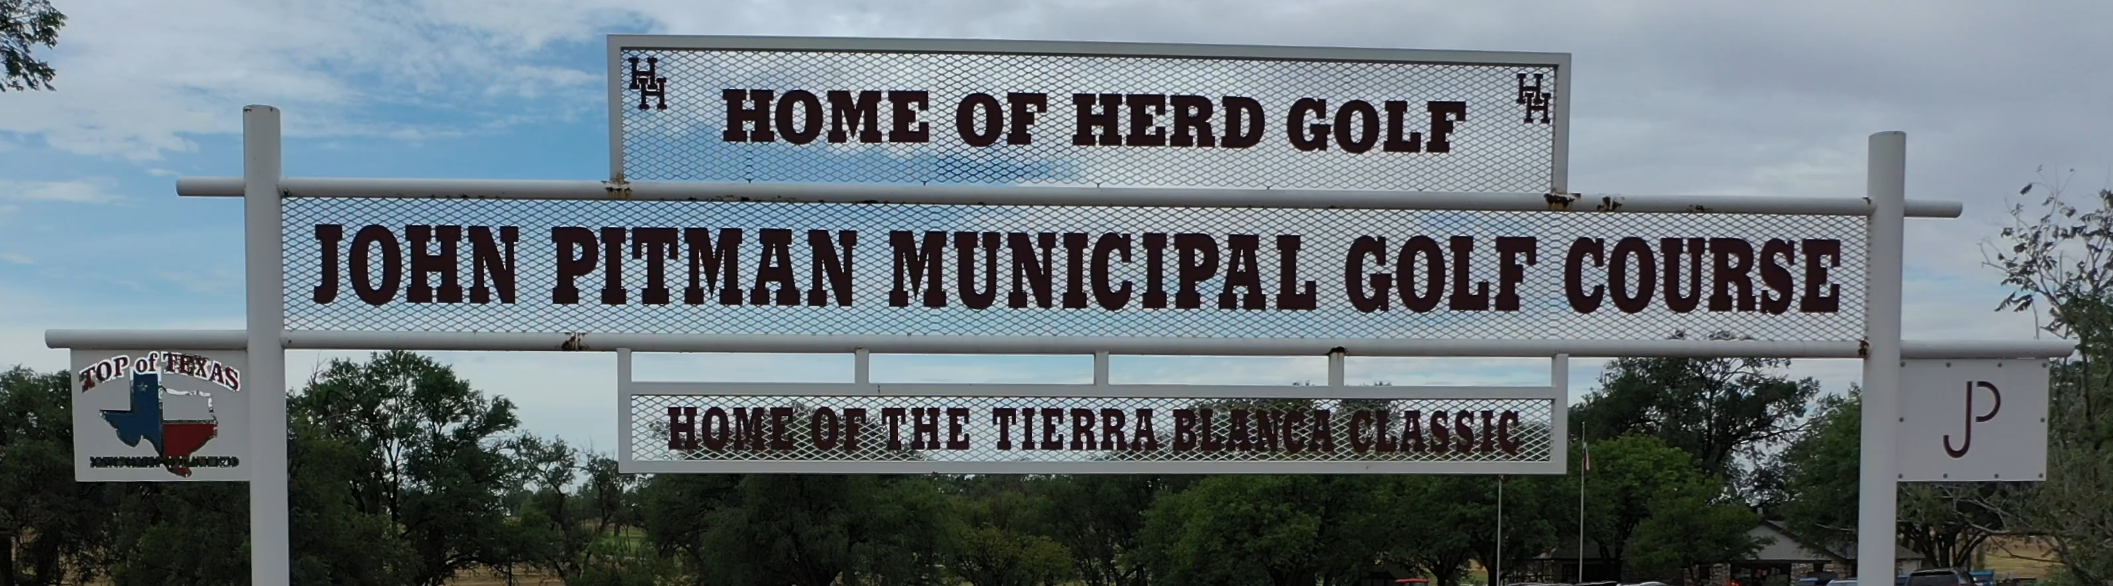 HH HOME OF HERD GOLF HH
JOHN PITMAN MUNICIPAL GOLF COURSE
TOP of TEXAS
HOME OF THE TIERRA BLANCA CLASSIC
JP